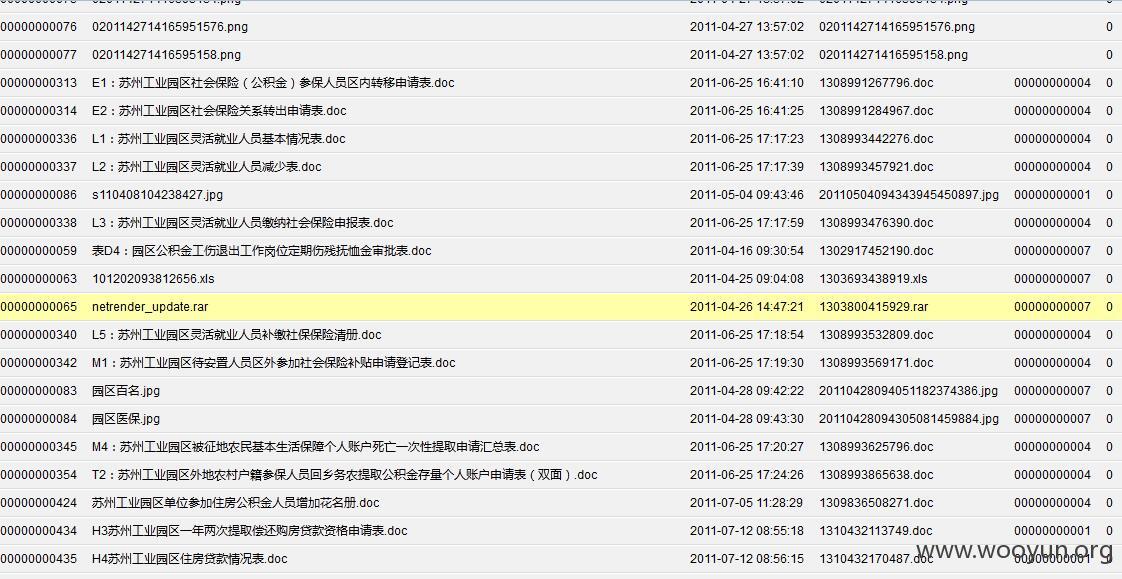 00000000076 0201142714165951576.png 2011-04-27 13:57:02 0201142714165951576.png 0
00000000077 020114271416595158.png 2011-04-27 13:57:02 020114271416595158.png 0
00000000313 E1：苏州工业园区社会保险（公积金）参保人员区内转移申请表.doc 2011-06-25 16:41:10 1308991267796.doc 00000000004 0
00000000314 E2：苏州工业园区社会保险关系转出申请表.doc 2011-06-25 16:41:25 1308991284967.doc 00000000004 0
00000000336 L1：苏州工业园区灵活就业人员基本情况表.doc 2011-06-25 17:17:23 1308993442276.doc 00000000004 0
00000000337 L2：苏州工业园区灵活就业人员减少表.doc 2011-06-25 17:17:39 1308993457921.doc 00000000004 0
00000000086 s110408104238427.jpg 2011-05-04 09:43:46 20110504094343945450897.jpg 00000000001 0
00000000338 L3：苏州工业园区灵活就业人员缴纳社会保险申报表.doc 2011-06-25 17:17:59 1308993476390.doc 00000000004 0
00000000059 表D4：园区公积金工伤退出工作岗位定期伤残抚恤金审批表.doc 2011-04-16 09:30:54 1302917452190.doc 00000000007 0
00000000063 101202093812656.xls 2011-04-25 09:04:08 1303693438919.xls 00000000007 0
00000000065 netrender_update.rar 2011-04-26 14:47:21 1303800415929.rar 00000000007 0
00000000340 L5：苏州工业园区灵活就业人员补缴社保保险清册.doc 2011-06-25 17:18:54 1308993532809.doc 00000000004 0
00000000342 M1：苏州工业园区待安置人员区外参加社会保险补贴申请登记表.doc 2011-06-25 17:19:30 1308993569171.doc 00000000004 0
00000000083 园区百名.jpg 2011-04-28 09:42:22 20110428094051182374386.jpg 00000000007 0
00000000084 园区医保.jpg 2011-04-28 09:43:30 20110428094305081459884.jpg 00000000007 0
00000000345 M4：苏州工业园区被征地农民基本生活保障个人账户死亡一次性提取申请汇总表.doc 2011-06-25 17:20:27 1308993625796.doc 00000000004 0
00000000354 T2：苏州工业园区外地农村户籍参保人员回乡务农提取公积金存量个人账户申请表（双面）.doc 2011-06-25 17:24:26 1308993865638.doc 00000000004 0
00000000424 苏州工业园区单位参加住房公积金人员增加花名册.doc 2011-07-05 11:28:29 1309836508271.doc 00000000004 0
00000000434 H3苏州工业园区一年两次提取偿还购房贷款资格申请表.doc 2011-07-12 08:55:18 1310432113749.doc 00000000001 0
00000000435 H4苏州工业园区住房贷款情况表.doc 2011-07-12 08:56:15 1310432170487.doc 00000000001 0
www.wooyun.org